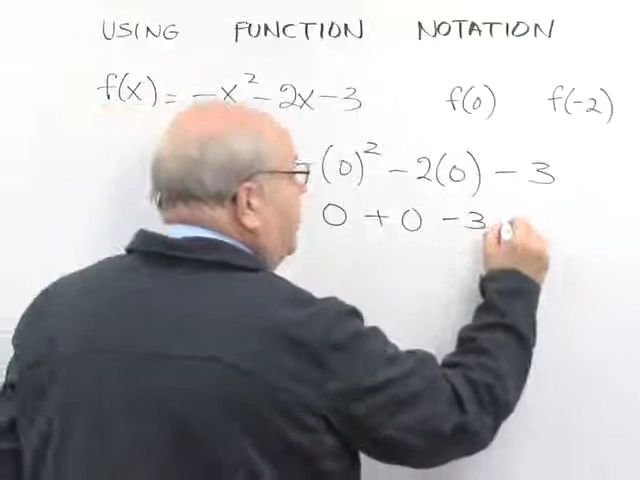 USING FUNCTION NOTATION
f(x) = -x² - 2x - 3 f(0) f(-2)
-(0)² - 2(0) - 3
0 + 0 - 3